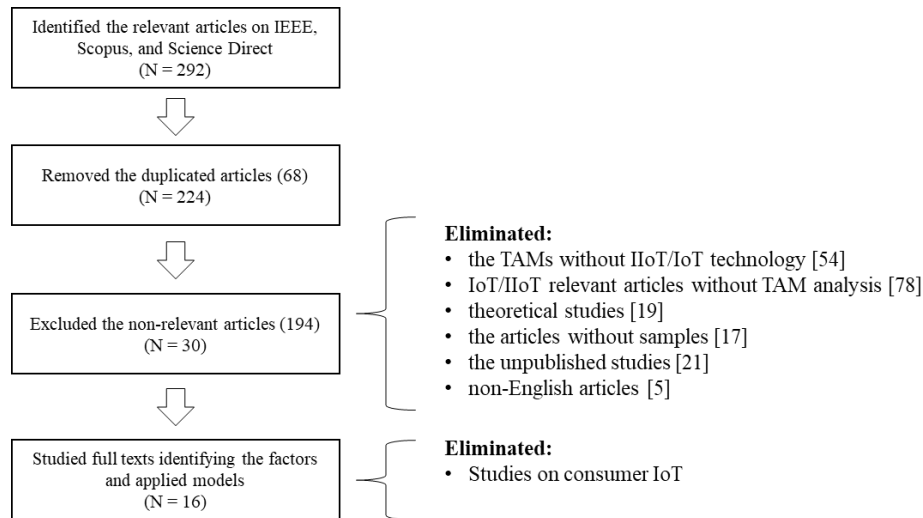 Identified the relevant articles on IEEE,
Scopus, and Science Direct
(N = 292)
Removed the duplicated articles (68)
(N = 224)
Excluded the non-relevant articles (194)
(N = 30)
Eliminated:
• the TAMs without IIoT/IoT technology [54]
• IoT/IIoT relevant articles without TAM analysis [78]
• theoretical studies [19]
• the articles without samples [17]
• the unpublished studies [21]
• non-English articles [5]
Studied full texts identifying the factors
and applied models
(N = 16)
Eliminated:
• Studies on consumer IoT